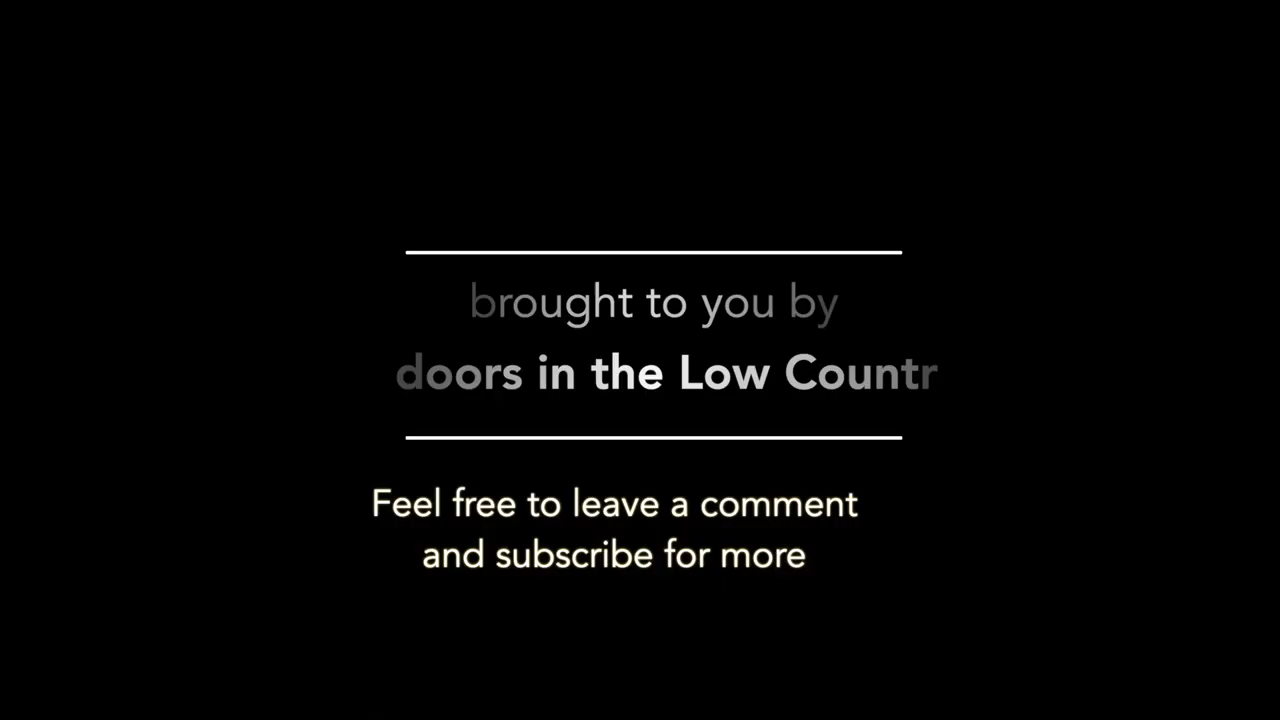 brought to you by
doors in the Low Countr
Feel free to leave a comment
and subscribe for more